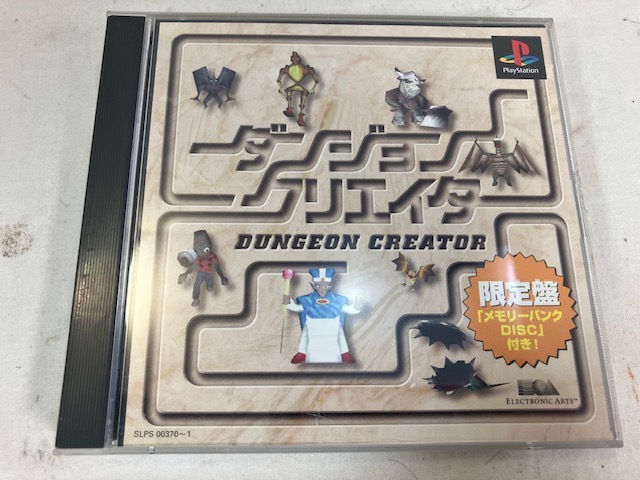 PlayStation
ダンジョン
クリエイタ
DUNGEON CREATOR
限定盤
「メモリーバンク
DISC」
付き!
ELECTRONIC ARTS™
SLPS 00370~1